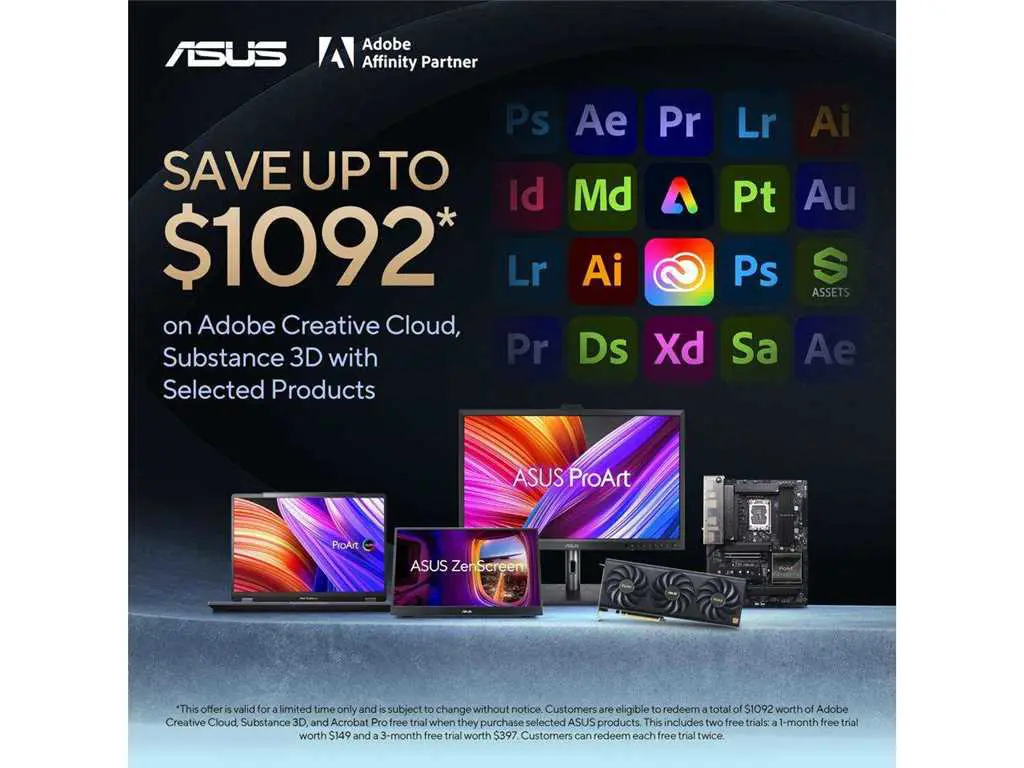 ASUS
Adobe
Affinity Partner
SAVE UP TO
$1092*
on Adobe Creative Cloud,
Substance 3D with
Selected Products
Ps Ae Pr Lr Ai
Id Md Pt Au
Lr Ai Ps
ASSETS
Pr Ds Xd Sa Ae
ASUS ProArt
ProArt
ASUS ZenScreen
ASUS
ASUS
*This offer is valid for a limited time only and is subject to change without notice. Customers are eligible to redeem a total of $1092 worth of Adobe
Creative Cloud, Substance 3D, and Acrobat Pro free trial when they purchase selected ASUS products. This includes two free trials: a 1-month free trial
worth $149 and a 3-month free trial worth $397. Customers can redeem each free trial twice.